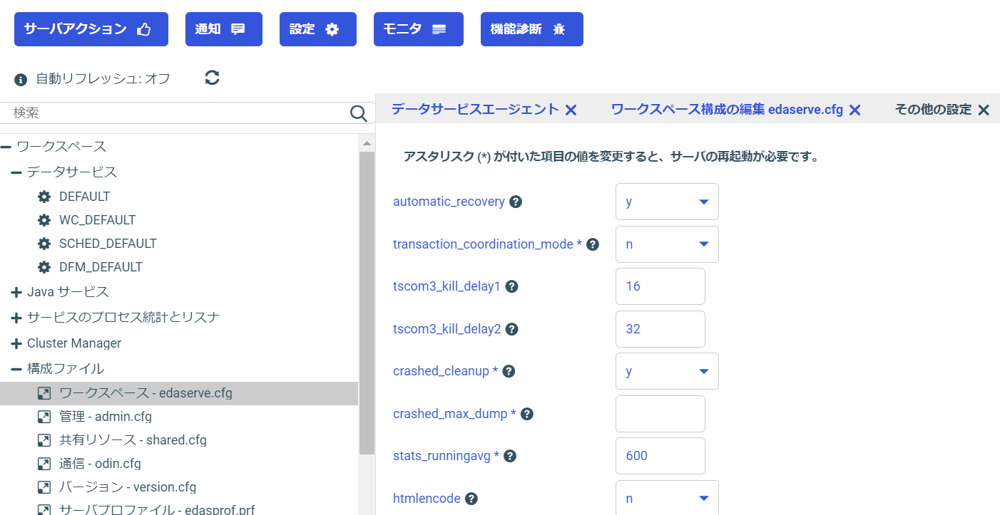 サーバアクション 通知 設定 モニタ 機能診断
自動リフレッシュ: オフ
検索
ワークスペース
データサービス
DEFAULT
WC_DEFAULT
SCHED_DEFAULT
DFM_DEFAULT
Java サービス
サービスのプロセス統計とリスナ
Cluster Manager
構成ファイル
ワークスペース - edaserve.cfg
管理 - admin.cfg
共有リソース - shared.cfg
通信 - odin.cfg
バージョン - version.cfg
サーバプロファイル - edasprof.prf
データサービスエージェント ワークスペース構成の編集 edaserve.cfg その他の設定
アスタリスク (*) が付いた項目の値を変更すると、サーバの再起動が必要です。
automatic_recovery y
transaction_coordination_mode * n
tscom3_kill_delay1 16
tscom3_kill_delay2 32
crashed_cleanup * y
crashed_max_dump *
stats_runningavg * 600
htmlencode n